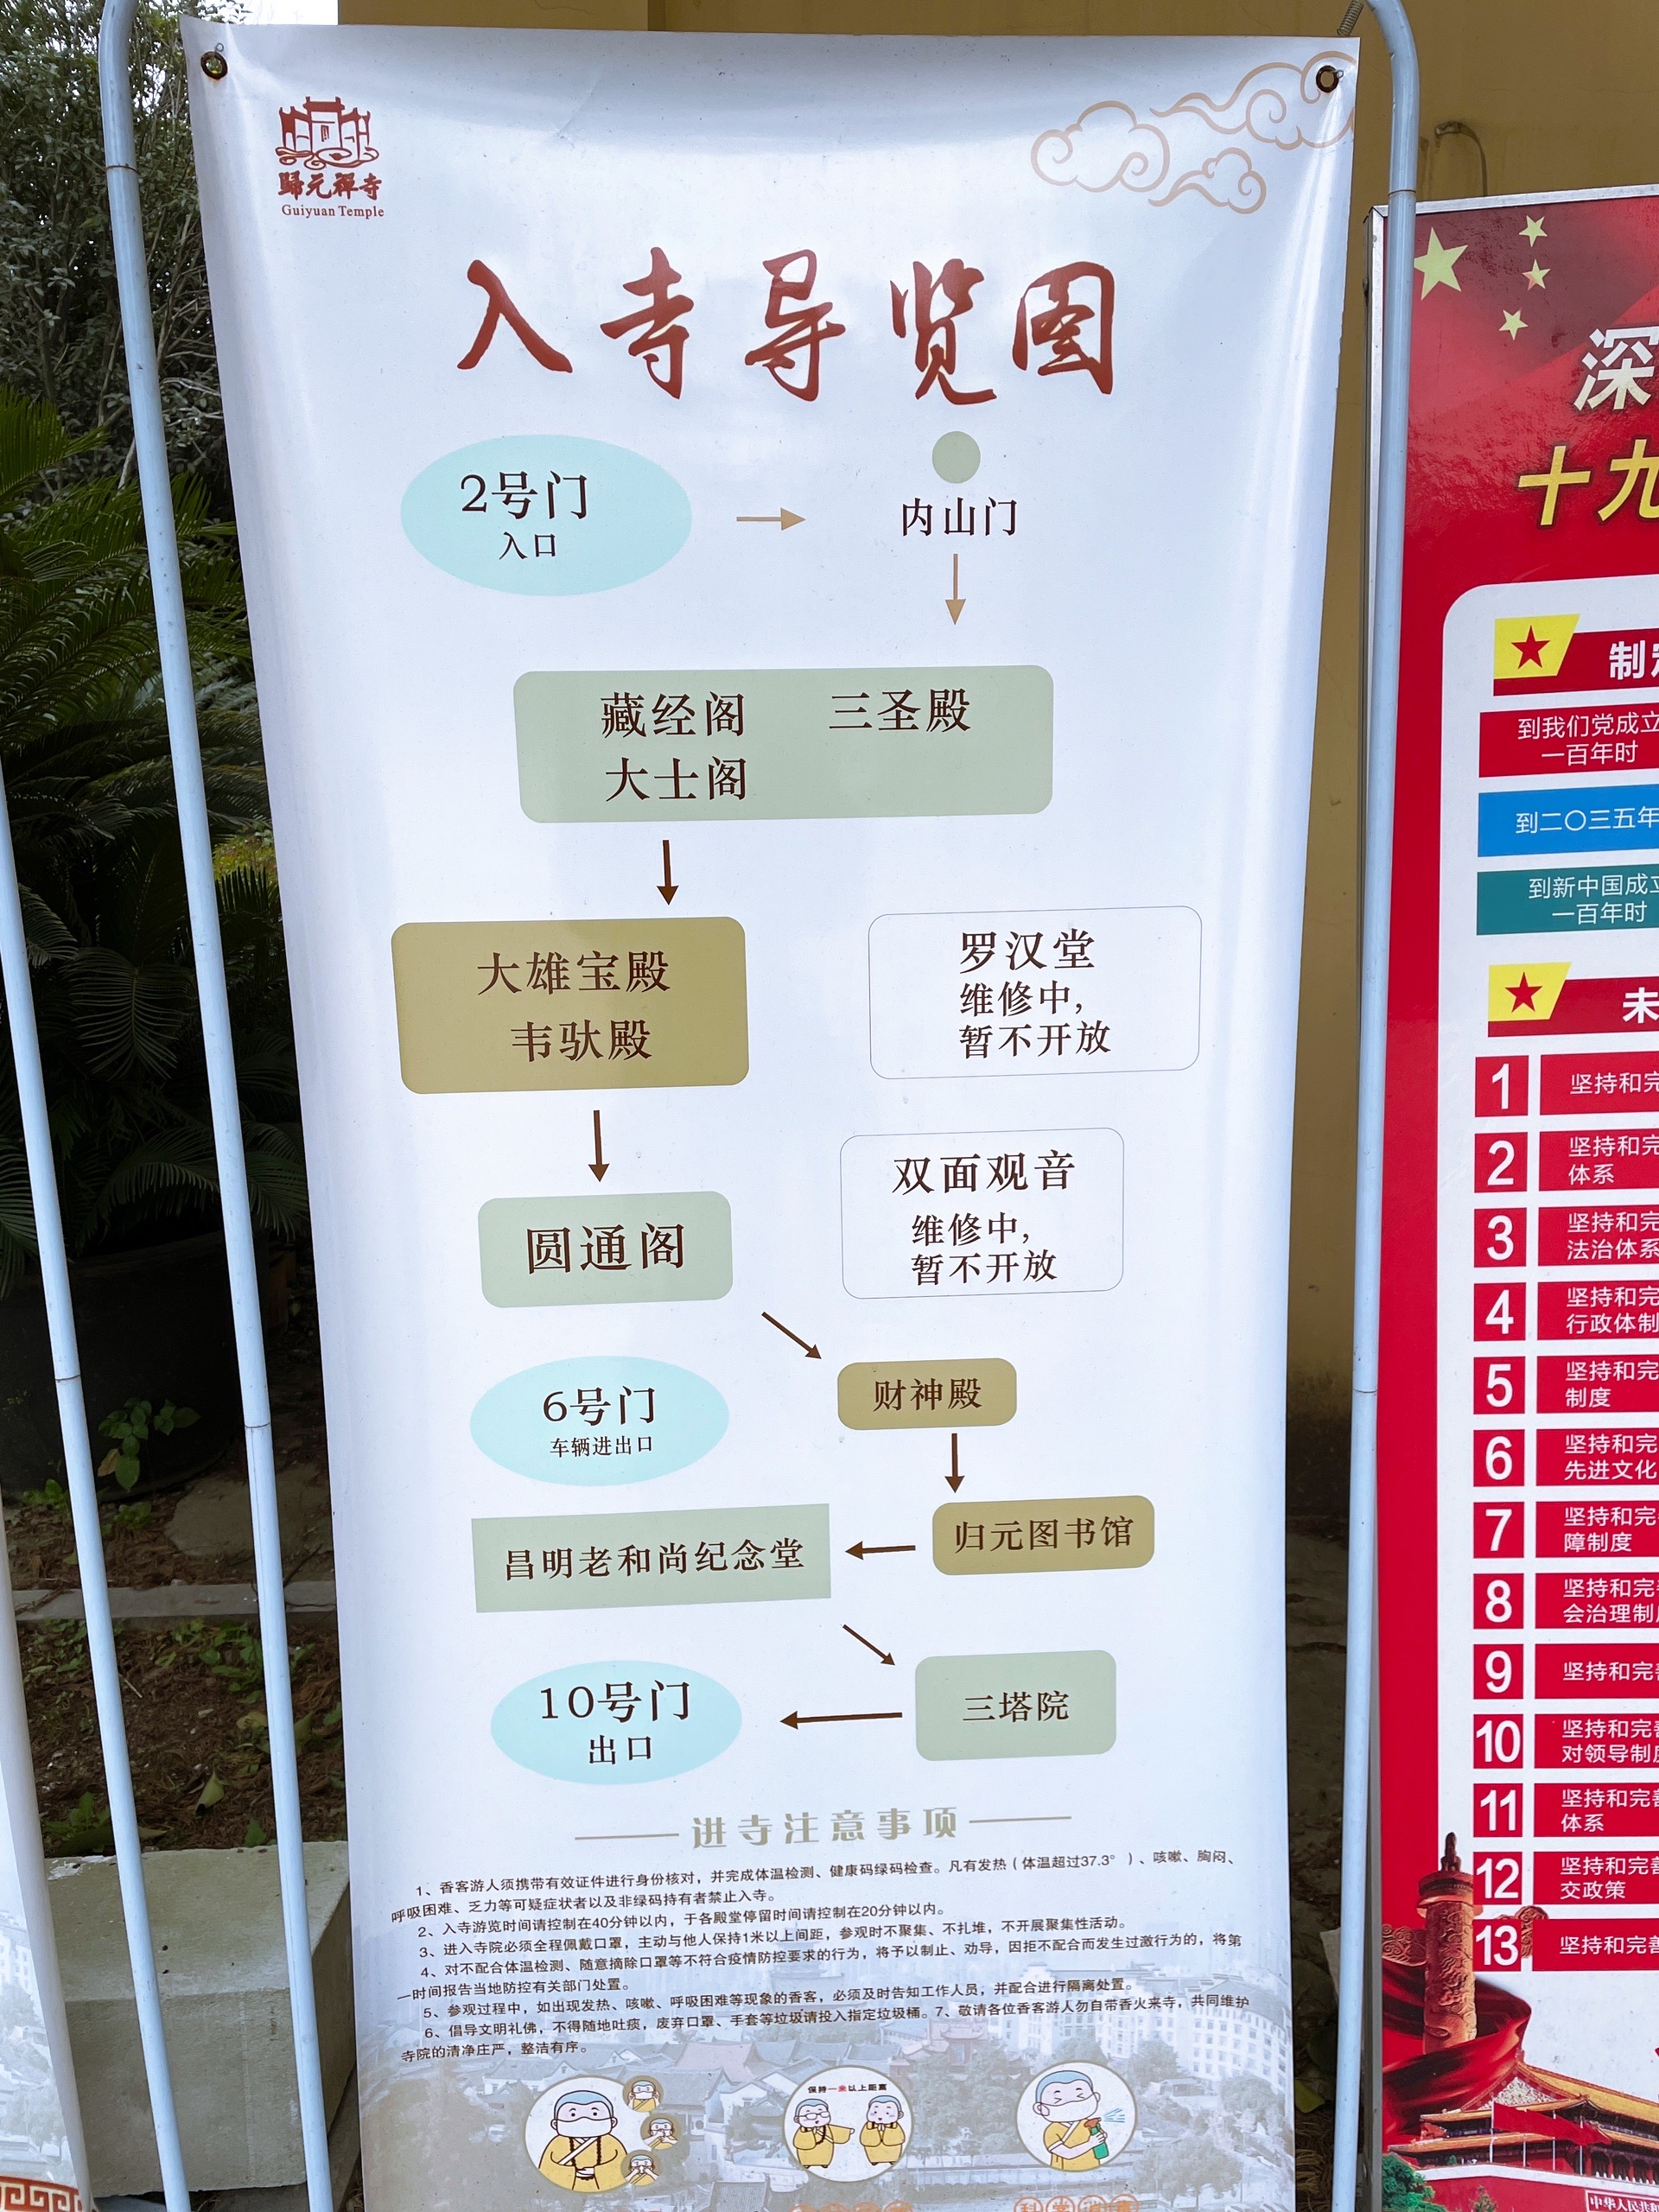 歸元禪寺
Guiyuan Temple
入寺导览图
2号门
入口
内山门
藏经阁 三圣殿
大士阁
大雄宝殿
韦驮殿
罗汉堂
维修中,
暂不开放
双面观音
维修中,
暂不开放
圆通阁
6号门
车辆进出口
财神殿
归元图书馆
昌明老和尚纪念堂
三塔院
10号门
出口
进寺注意事项
1、香客游人须携带有效证件进行身份核对，并完成体温检测、健康码绿码检查。凡有发热（体温超过37.3°）、咳嗽、胸闷、
呼吸困难、乏力等可疑症状者以及非绿码持有者禁止入寺。
2、入寺游览时间请控制在40分钟以内，于各殿堂停留时间请控制在20分钟以内。
3、进入寺院必须全程佩戴口罩，主动与他人保持1米以上间距，参观时不聚集、不扎堆，不开展聚集性活动。
4、对不配合体温检测、随意摘除口罩等不符合疫情防控要求的行为，将予以制止、劝导，因拒不配合而发生过激行为的，将第
一时间报告当地防控有关部门处置。
5、参观过程中，如出现发热、咳嗽、呼吸困难等现象的香客，必须及时告知工作人员，并配合进行隔离处置。
6、倡导文明礼佛，不得随地吐痰，废弃口罩、手套等垃圾请投入指定垃圾桶。7、敬请各位香客游人勿自带香火来寺，共同维护
寺院的清净庄严，整洁有序。
保持一米以上距离
深
十九
制定
到我们党成立
一百年时
到二〇三五年
到新中国成立
一百年时
未
1 坚持和完
2 坚持和完
体系
3 坚持和完
法治体系
4 坚持和完
行政体制
5 坚持和完
制度
6 坚持和完
先进文化
7 坚持和完
障制度
8 坚持和完善
会治理制度
9 坚持和完善
10 坚持和完善
对领导制度
11 坚持和完善
体系
12 坚持和完善
交政策
13 坚持和完善
中华人民共和